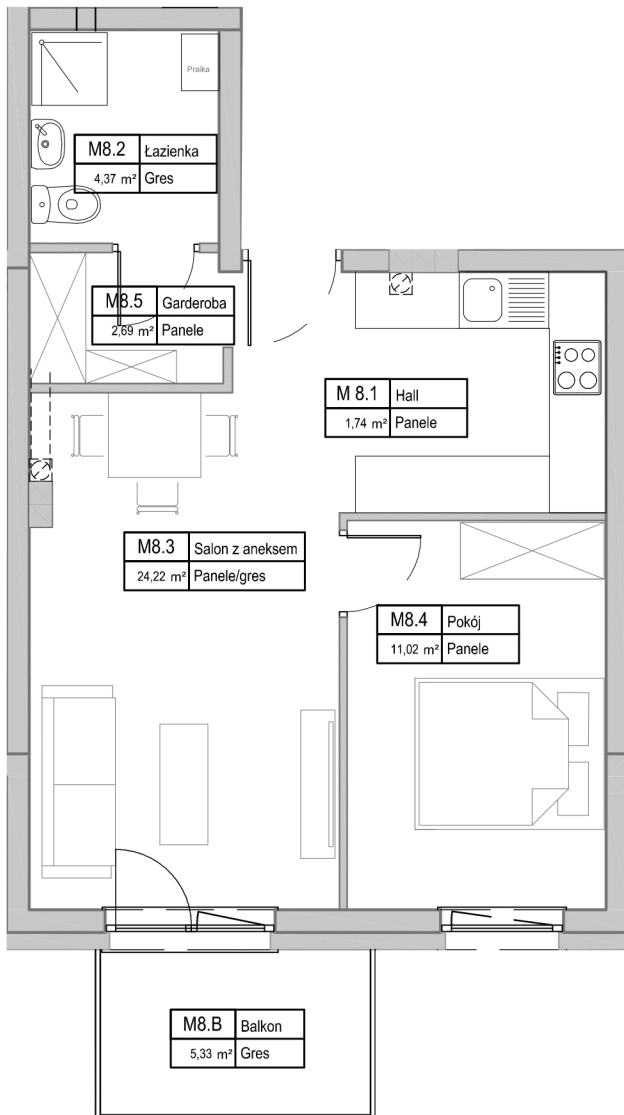 Pralka
M8.2 Łazienka
4,37 m² Gres
M8.5 Garderoba
2,69 m² Panele
M 8.1 Hall
1,74 m² Panele
M8.3 Salon z aneksem
24,22 m² Panele/gres
M8.4 Pokój
11,02 m² Panele
M8.B Balkon
5,33 m² Gres